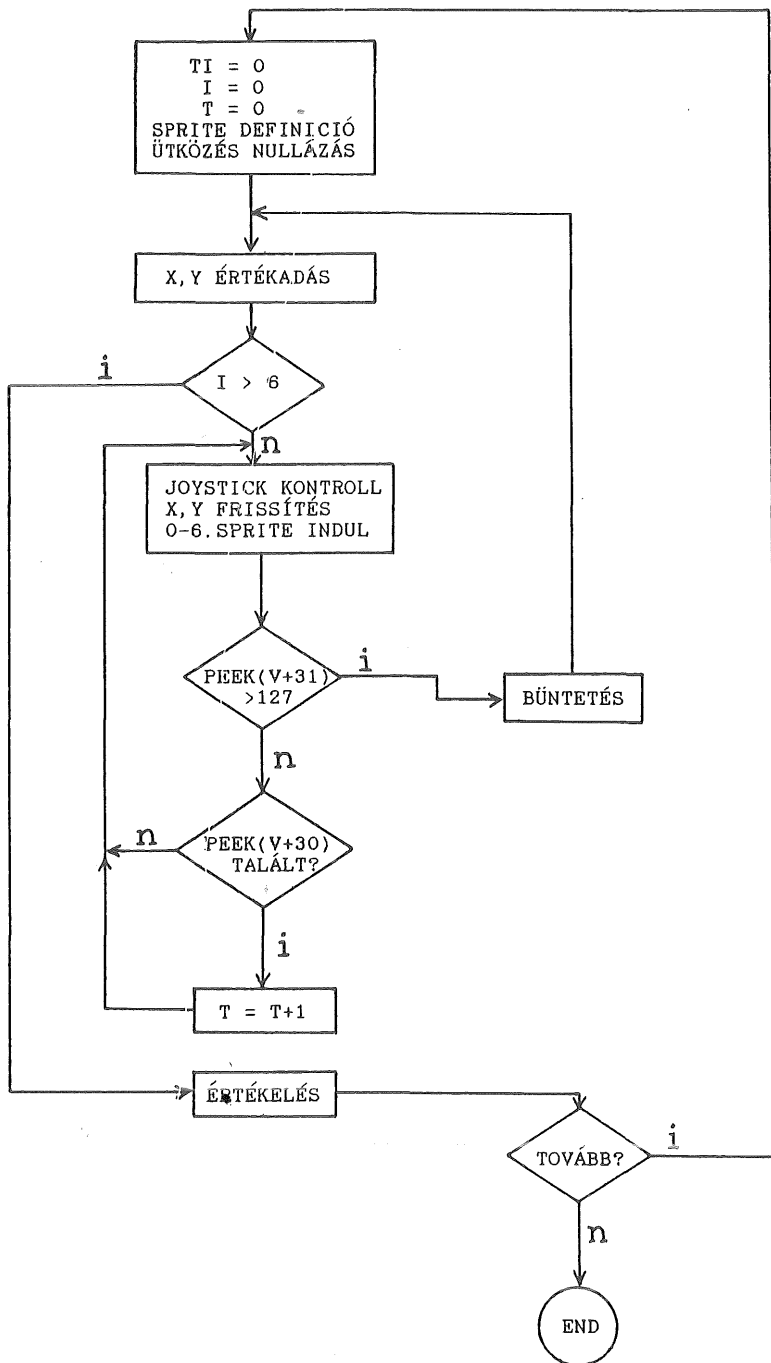 TI = 0
I = 0
T = 0
SPRITE DEFINICIÓ
ÜTKÖZÉS NULLÁZÁS
X,Y ÉRTÉKADÁS
i
I > 6
n
JOYSTICK KONTROLL
X,Y FRISSÍTÉS
0-6.SPRITE INDUL
PEEK(V+31)
>127
i
BÜNTETÉS
n
n
PEEK(V+30)
TALÁLT?
i
T = T+1
ÉRTÉKELÉS
TOVÁBB?
i
n
END